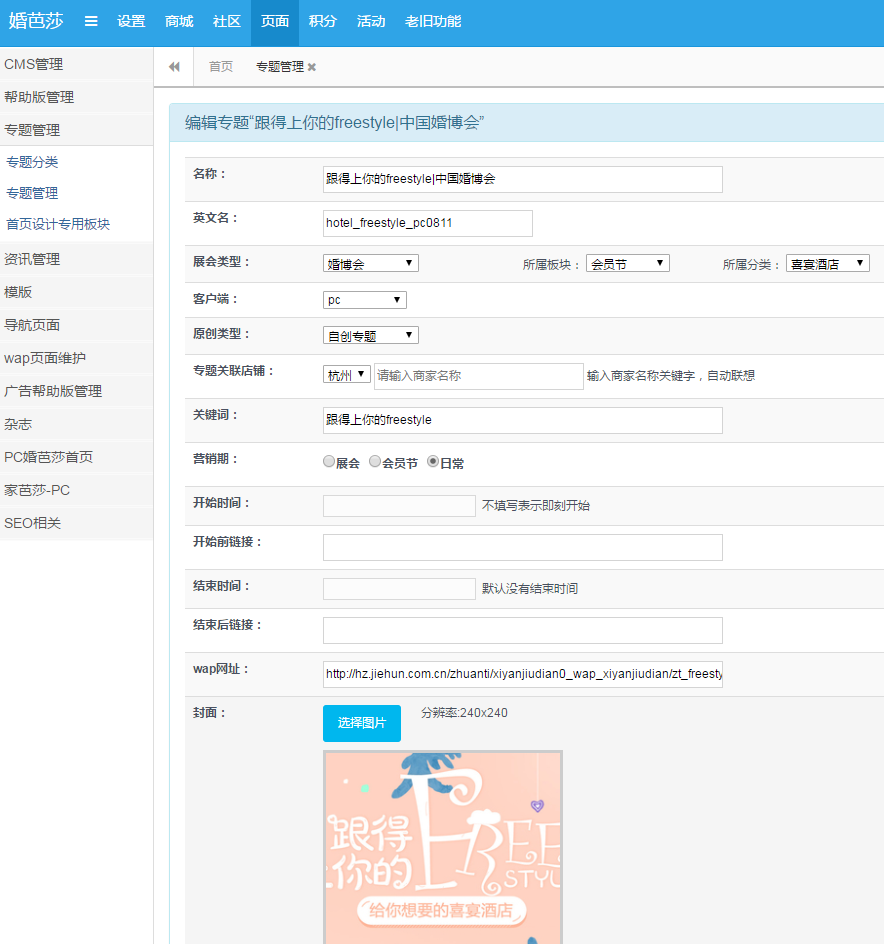 婚芭莎 设置 商城 社区 页面 积分 活动 老旧功能
CMS管理
帮助版管理
专题管理
专题分类
专题管理
首页设计专用板块
资讯管理
模版
导航页面
wap页面维护
广告帮助版管理
杂志
PC婚芭莎首页
家芭莎-PC
SEO相关
首页 专题管理
编辑专题“跟得上你的freestyle|中国婚博会”
名称： 跟得上你的freestyle|中国婚博会
英文名： hotel_freestyle_pc0811
展会类型： 婚博会 所属板块： 会员节 所属分类： 喜宴酒店
客户端： pc
原创类型： 自创专题
专题关联店铺： 杭州 请输入商家名称 输入商家名称关键字，自动联想
关键词： 跟得上你的freestyle
营销期： 展会 会员节 日常
开始时间： 不填写表示即刻开始
开始前链接：
结束时间： 默认没有结束时间
结束后链接：
wap网址： http://hz.jiehun.com.cn/zhuanti/xiyanjiudian0_wap_xiyanjiudian/zt_freesty
封面： 选择图片 分辨率:240x240
跟得
上你的
FREE
STYL
给你想要的喜宴酒店